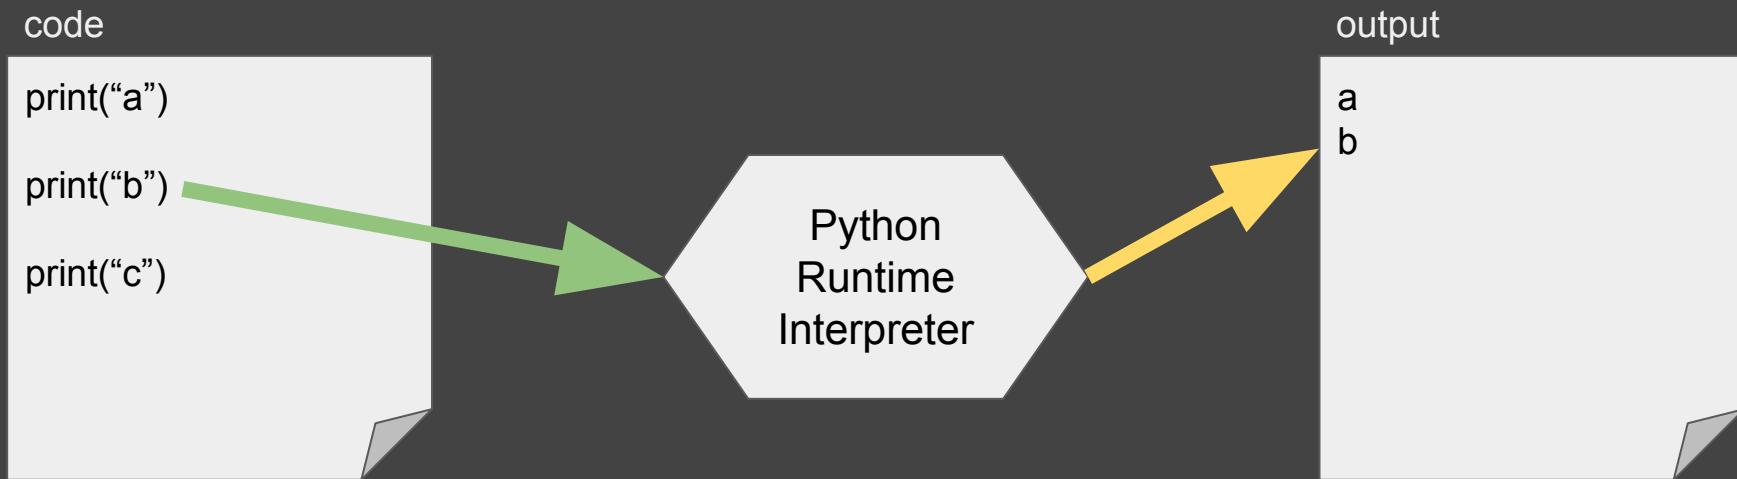 code
print(“a”)
print(“b”)
print(“c”)
Python
Runtime
Interpreter
output
a
b